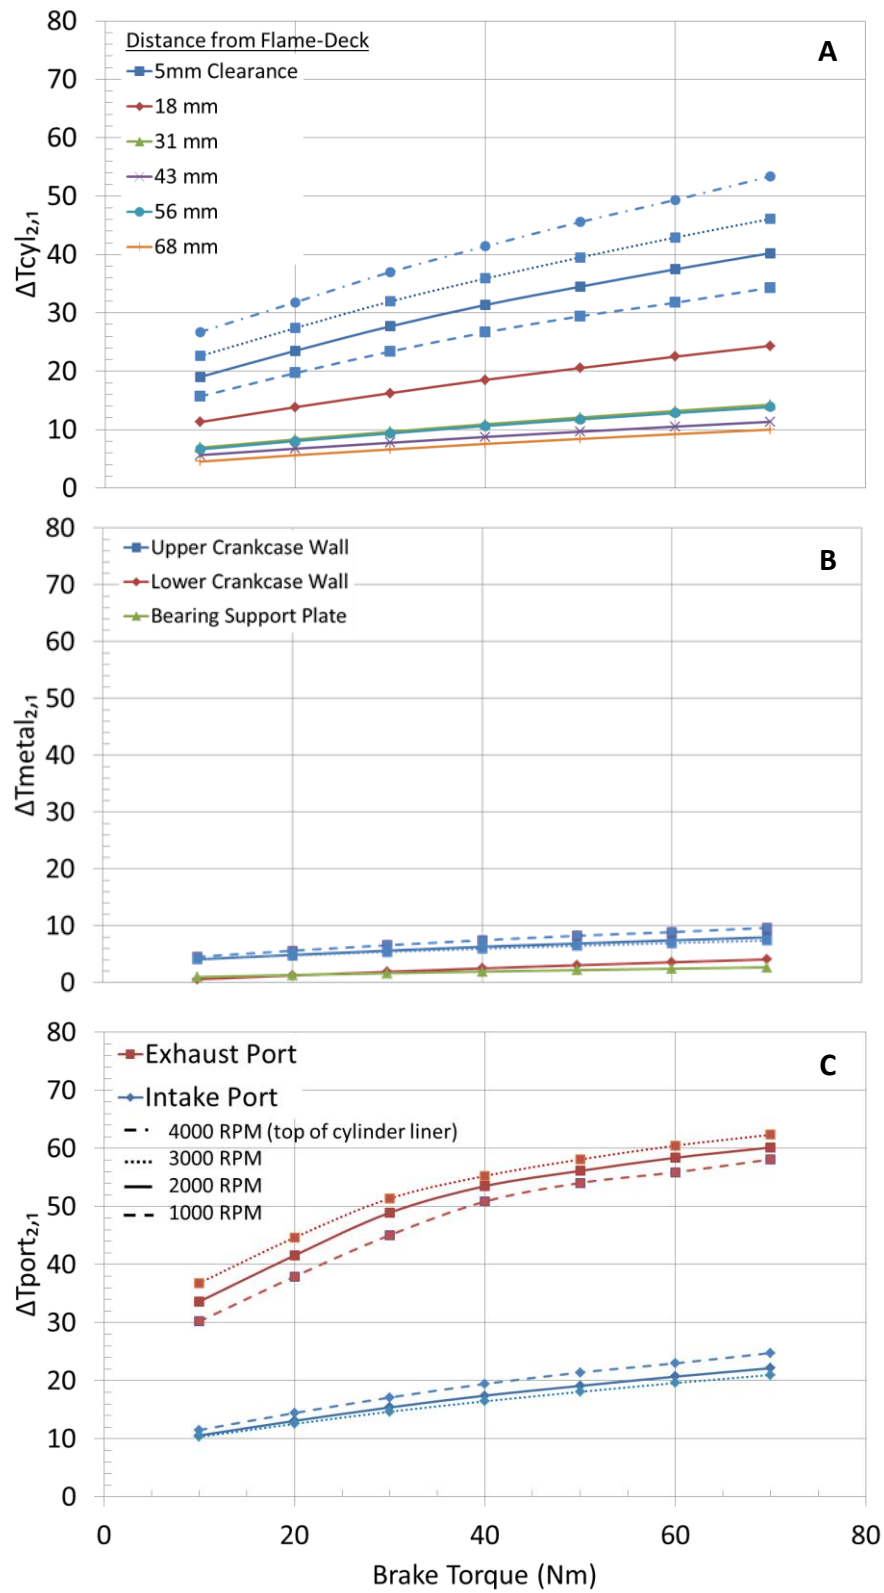 80
70
60
50
40
30
20
10
0
ΔTcyl₂,₁
Distance from Flame-Deck
5mm Clearance
18 mm
31 mm
43 mm
56 mm
68 mm
A
80
70
60
50
40
30
20
10
0
ΔTmetal₂,₁
Upper Crankcase Wall
Lower Crankcase Wall
Bearing Support Plate
B
80
70
60
50
40
30
20
10
0
ΔTport₂,₁
Exhaust Port
Intake Port
4000 RPM (top of cylinder liner)
3000 RPM
2000 RPM
1000 RPM
C
0 20 40 60 80
Brake Torque (Nm)